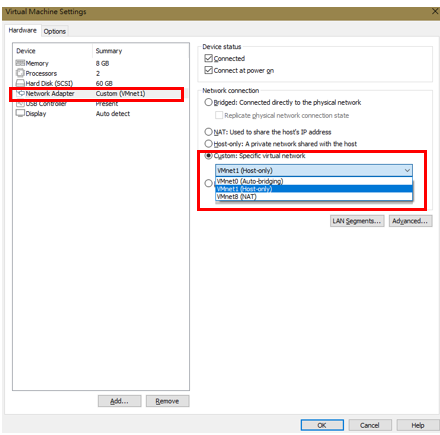 Virtual Machine Settings
Hardware Options
Device Summary
Memory 8 GB
Processors 2
Hard Disk (SCSI) 60 GB
Network Adapter Custom (VMnet1)
USB Controller Present
Display Auto detect
Add... Remove
Device status
Connected
Connect at power on
Network connection
Bridged: Connected directly to the physical network
Replicate physical network connection state
NAT: Used to share the host's IP address
Host-only: A private network shared with the host
Custom: Specific virtual network
VMnet1 (Host-only)
VMnet0 (Auto-bridging)
VMnet1 (Host-only)
VMnet8 (NAT)
LAN Segments... Advanced...
OK Cancel Help